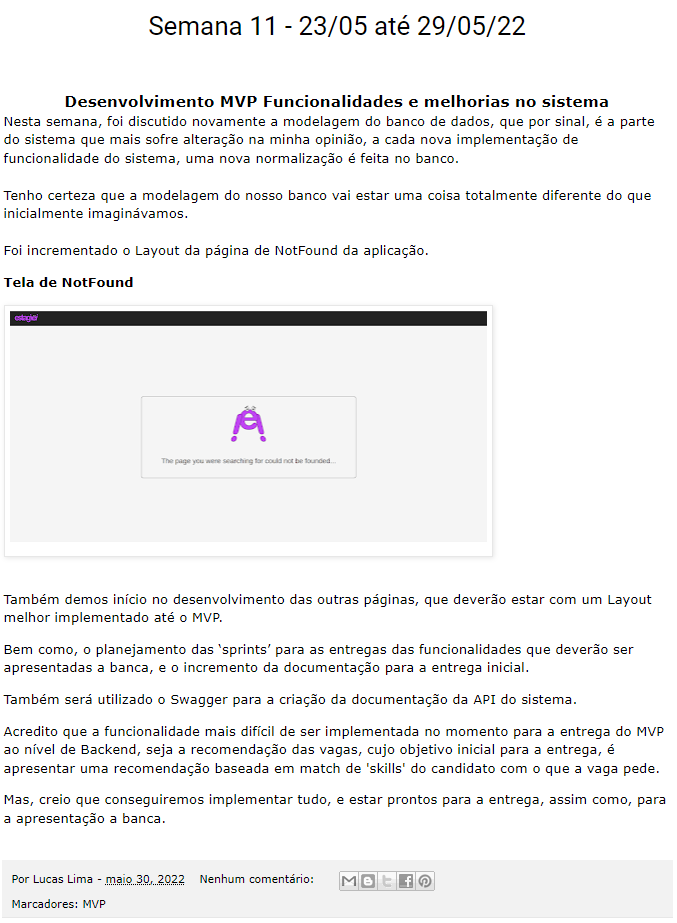 Semana 11 - 23/05 até 29/05/22
Desenvolvimento MVP Funcionalidades e melhorias no sistema
Nesta semana, foi discutido novamente a modelagem do banco de dados, que por sinal, é a parte
do sistema que mais sofre alteração na minha opinião, a cada nova implementação de
funcionalidade do sistema, uma nova normalização é feita no banco.
Tenho certeza que a modelagem do nosso banco vai estar uma coisa totalmente diferente do que
inicialmente imaginávamos.
Foi incrementado o Layout da página de NotFound da aplicação.
Tela de NotFound
The page you were searching for could not be founded...
Também demos início no desenvolvimento das outras páginas, que deverão estar com um Layout
melhor implementado até o MVP.
Bem como, o planejamento das ‘sprints’ para as entregas das funcionalidades que deverão ser
apresentadas a banca, e o incremento da documentação para a entrega inicial.
Também será utilizado o Swagger para a criação da documentação da API do sistema.
Acredito que a funcionalidade mais difícil de ser implementada no momento para a entrega do MVP
ao nível de Backend, seja a recomendação das vagas, cujo objetivo inicial para a entrega, é
apresentar uma recomendação baseada em match de 'skills' do candidato com o que a vaga pede.
Mas, creio que conseguiremos implementar tudo, e estar prontos para a entrega, assim como, para
a apresentação a banca.
Por Lucas Lima - maio 30, 2022 Nenhum comentário:
Marcadores: MVP